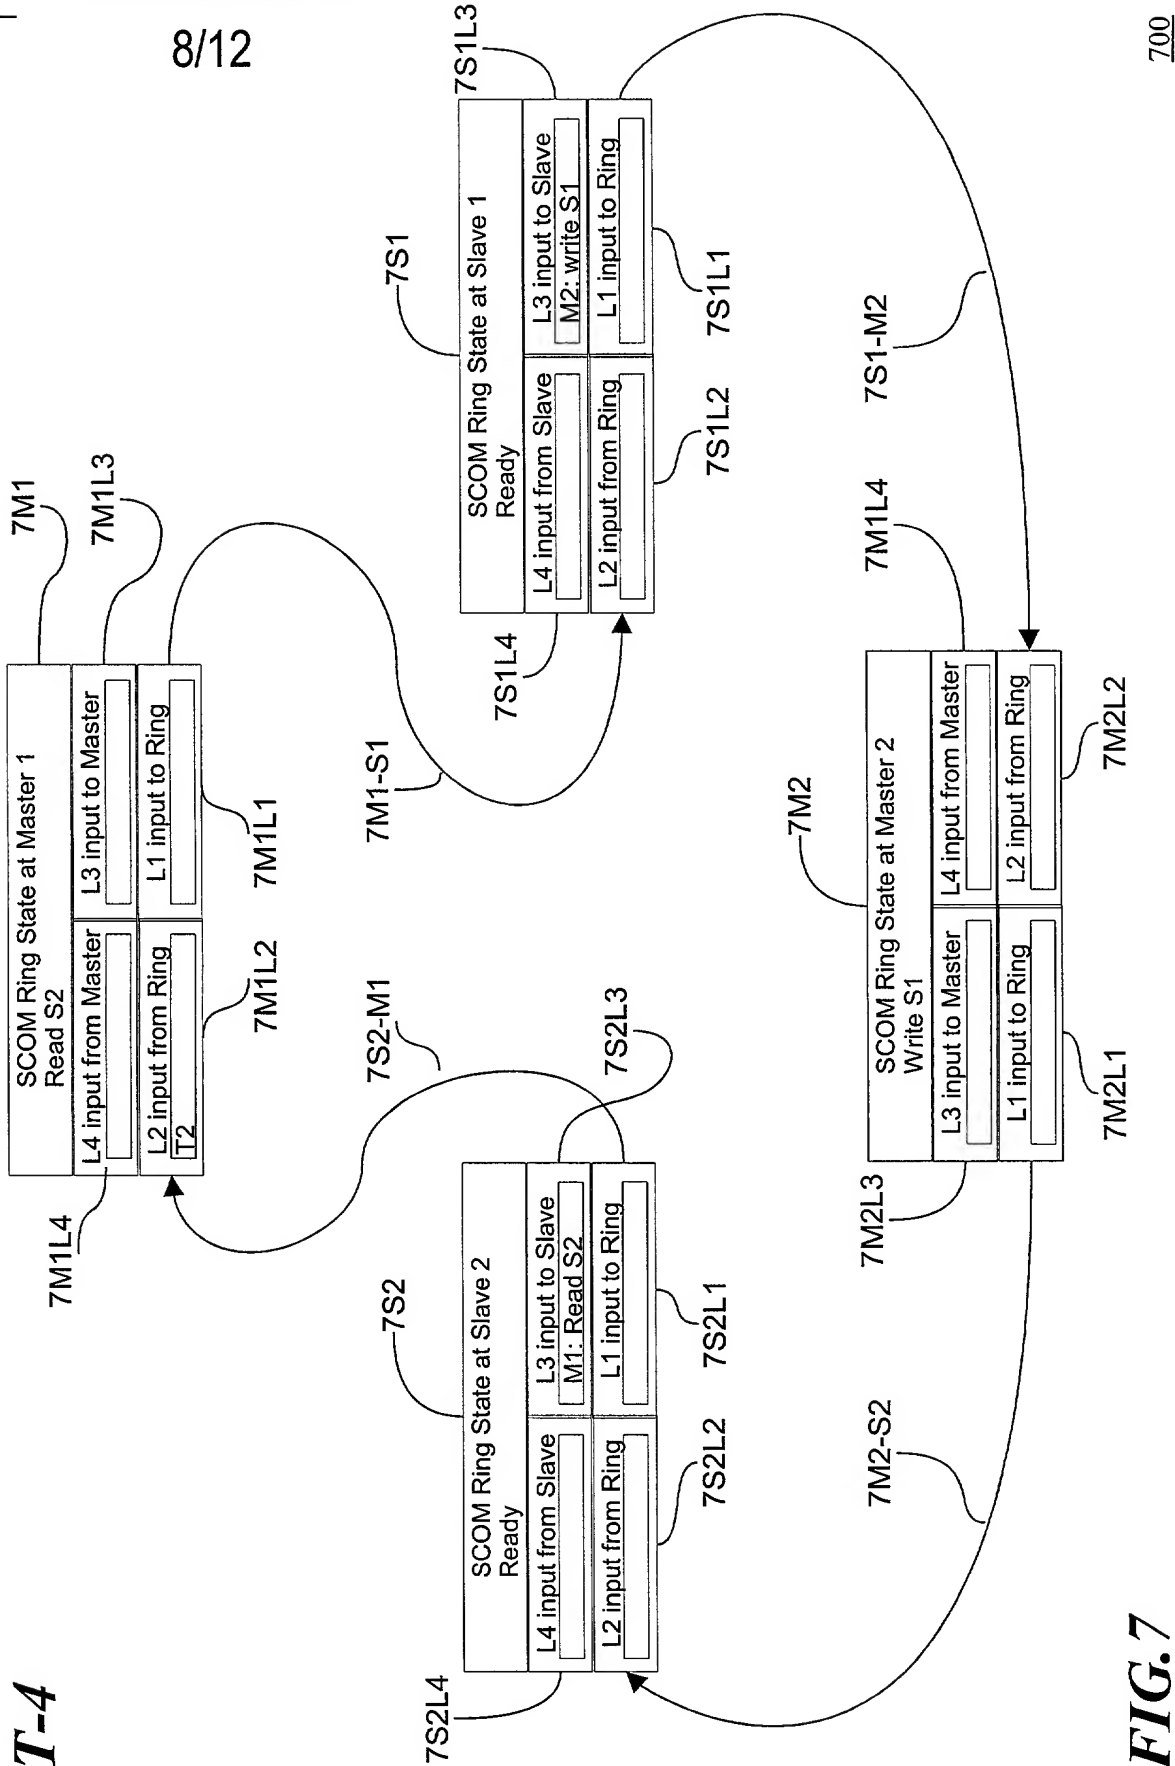 8/12
T-4
SCOM Ring State at Master 1
Read S2
L4 input from Master
L3 input to Master
L2 input from Ring
T2
L1 input to Ring
7M1
7M1L3
7M1L4
7M1L2
7M1L1
SCOM Ring State at Slave 2
Ready
L4 input from Slave
L3 input to Slave
M1: Read S2
L2 input from Ring
L1 input to Ring
7S2
7S2L4
7S2L3
7S2L2
7S2L1
7S2-M1
7M1-S1
SCOM Ring State at Slave 1
Ready
L4 input from Slave
L3 input to Slave
M2: write S1
L2 input from Ring
L1 input to Ring
7S1
7S1L3
7S1L4
7S1L2
7S1L1
SCOM Ring State at Master 2
Write S1
L3 input to Master
L4 input from Master
L1 input to Ring
L2 input from Ring
7M2
7M1L4
7M2L3
7M2L1
7M2L2
7M2-S2
7S1-M2
FIG.7
700